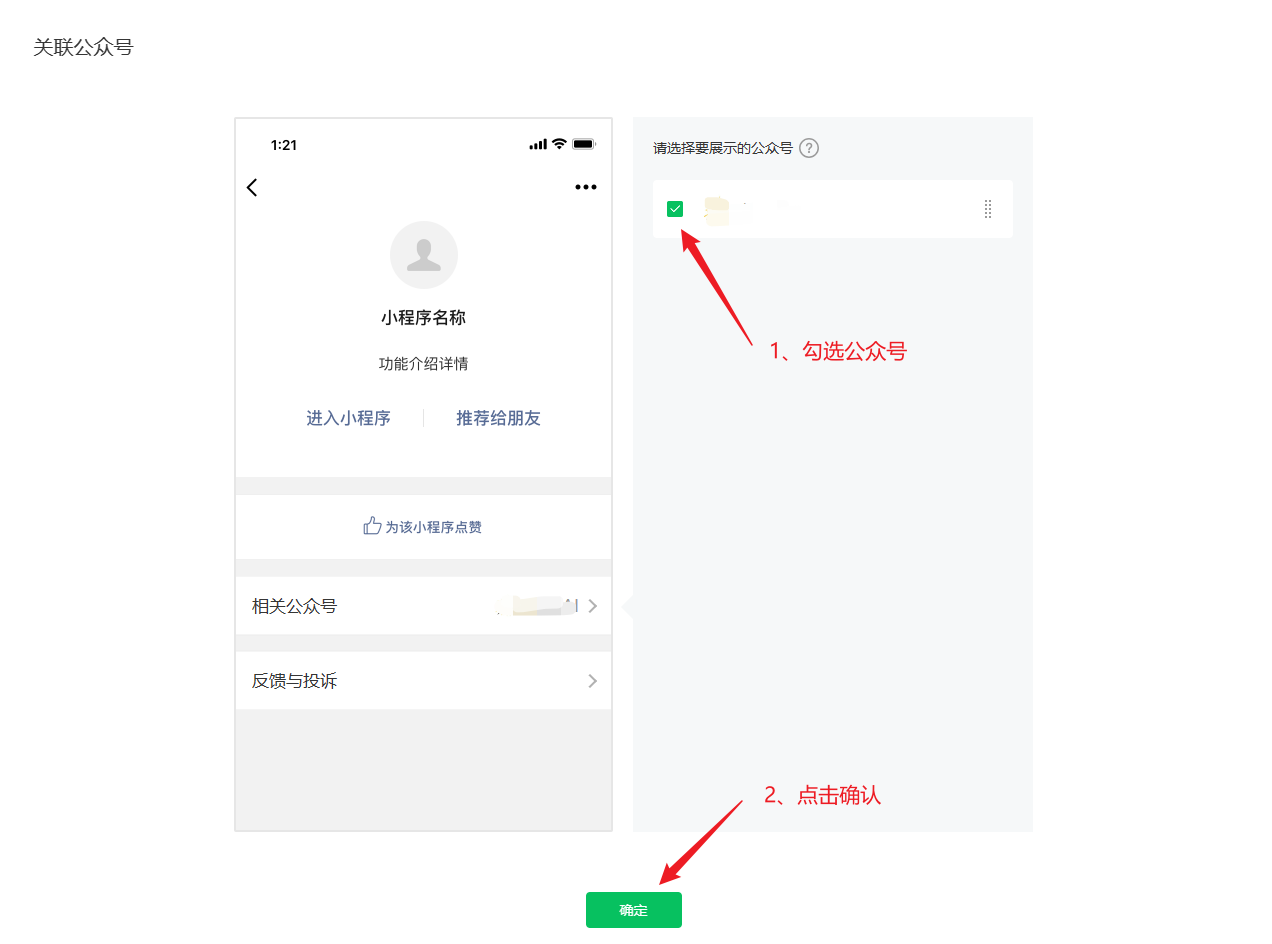 关联公众号
1:21
小程序名称
功能介绍详情
进入小程序
推荐给朋友
为该小程序点赞
相关公众号
反馈与投诉
请选择要展示的公众号 ?
1、勾选公众号
2、点击确认
确定